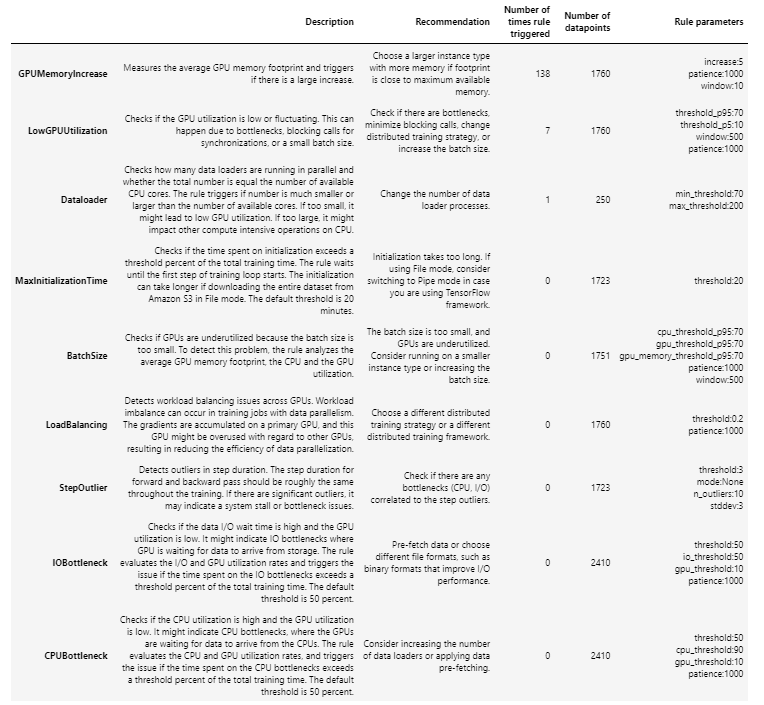 Description
Recommendation
Number of
times rule
triggered
Number of
datapoints
Rule parameters
GPUMemoryIncrease
Measures the average GPU memory footprint and triggers
if there is a large increase.
Choose a larger instance type
with more memory if footprint
is close to maximum available
memory.
138
1760
increase:5
patience:1000
window:10
LowGPUUtilization
Checks if the GPU utilization is low or fluctuating. This can
happen due to bottlenecks, blocking calls for
synchronizations, or a small batch size.
Check if there are bottlenecks,
minimize blocking calls, change
distributed training strategy, or
increase the batch size.
7
1760
threshold_p95:70
threshold_p5:10
window:500
patience:1000
Dataloader
Checks how many data loaders are running in parallel and
whether the total number is equal the number of available
CPU cores. The rule triggers if number is much smaller or
larger than the number of available cores. If too small, it
might lead to low GPU utilization. If too large, it might
impact other compute intensive operations on CPU.
Change the number of data
loader processes.
1
250
min_threshold:70
max_threshold:200
MaxInitializationTime
Checks if the time spent on initialization exceeds a
threshold percent of the total training time. The rule waits
until the first step of training loop starts. The initialization
can take longer if downloading the entire dataset from
Amazon S3 in File mode. The default threshold is 20
minutes.
Initialization takes too long. If
using File mode, consider
switching to Pipe mode in case
you are using TensorFlow
framework.
0
1723
threshold:20
BatchSize
Checks if GPUs are underutilized because the batch size is
too small. To detect this problem, the rule analyzes the
average GPU memory footprint, the CPU and the GPU
utilization.
The batch size is too small, and
GPUs are underutilized.
Consider running on a smaller
instance type or increasing the
batch size.
0
1751
cpu_threshold_p95:70
gpu_threshold_p95:70
gpu_memory_threshold_p95:70
patience:1000
window:500
LoadBalancing
Detects workload balancing issues across GPUs. Workload
imbalance can occur in training jobs with data parallelism.
The gradients are accumulated on a primary GPU, and this
GPU might be overused with regard to other GPUs,
resulting in reducing the efficiency of data parallelization.
Choose a different distributed
training strategy or a different
distributed training framework.
0
1760
threshold:0.2
patience:1000
StepOutlier
Detects outliers in step duration. The step duration for
forward and backward pass should be roughly the same
throughout the training. If there are significant outliers, it
may indicate a system stall or bottleneck issues.
Check if there are any
bottlenecks (CPU, I/O)
correlated to the step outliers.
0
1723
threshold:3
mode:None
n_outliers:10
stddev:3
IOBottleneck
Checks if the data I/O wait time is high and the GPU
utilization is low. It might indicate IO bottlenecks where
GPU is waiting for data to arrive from storage. The rule
evaluates the I/O and GPU utilization rates and triggers the
issue if the time spent on the IO bottlenecks exceeds a
threshold percent of the total training time. The default
threshold is 50 percent.
Pre-fetch data or choose
different file formats, such as
binary formats that improve I/O
performance.
0
2410
threshold:50
io_threshold:50
gpu_threshold:10
patience:1000
CPUBottleneck
Checks if the CPU utilization is high and the GPU utilization
is low. It might indicate CPU bottlenecks, where the GPUs
are waiting for data to arrive from the CPUs. The rule
evaluates the CPU and GPU utilization rates, and triggers
the issue if the time spent on the CPU bottlenecks exceeds
a threshold percent of the total training time. The default
threshold is 50 percent.
Consider increasing the number
of data loaders or applying data
pre-fetching.
0
2410
threshold:50
cpu_threshold:90
gpu_threshold:10
patience:1000